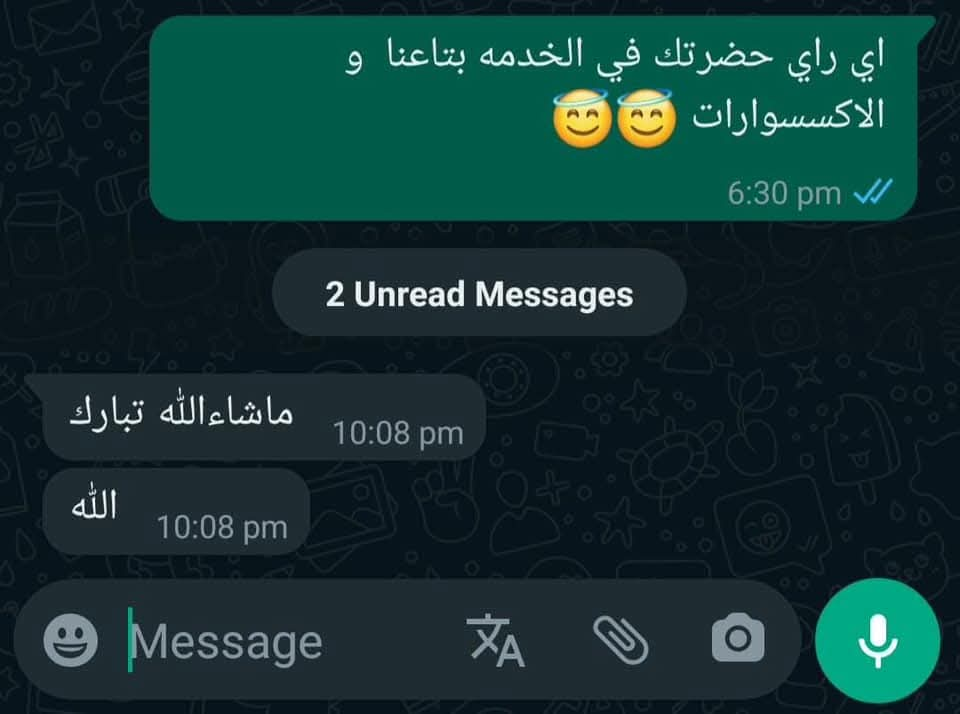 اي راي حضرتك في الخدمه بتاعنا و
الاكسسوارات 😇😇
6:30 pm
2 Unread Messages
ماشاءالله تبارك
10:08 pm
الله
10:08 pm
Message